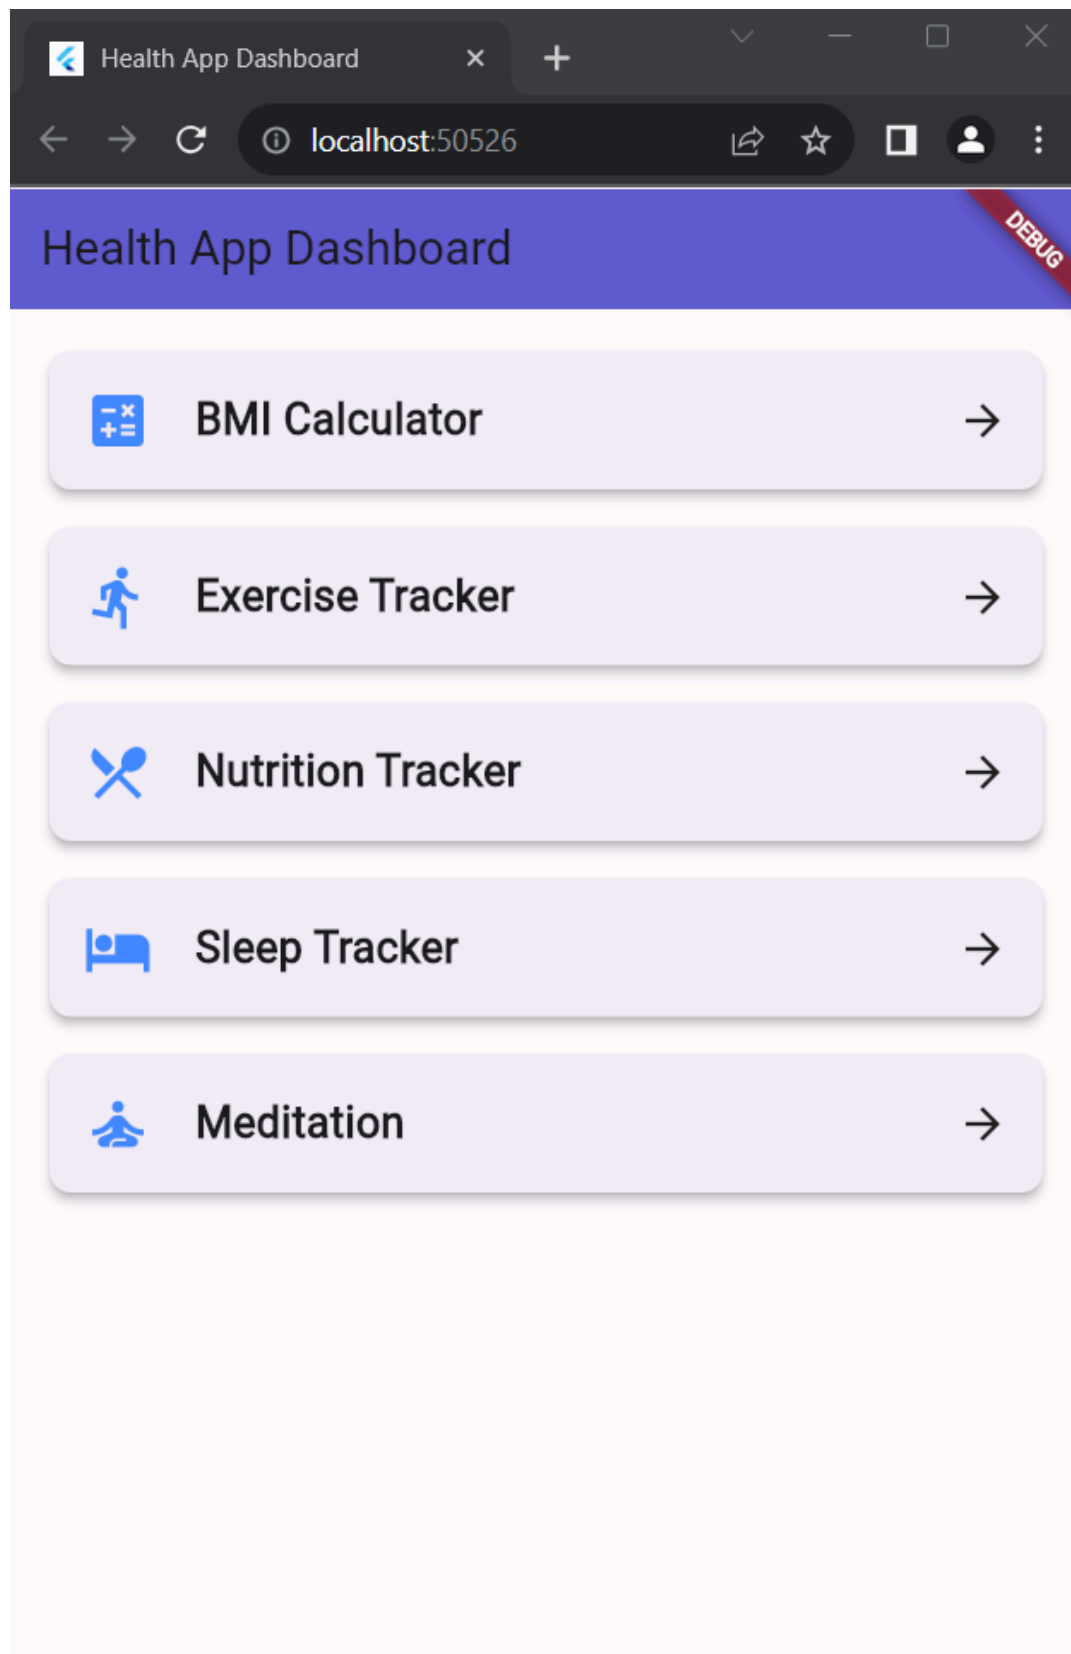 Health App Dashboard
localhost:50526
Health App Dashboard
DEBUG
BMI Calculator
Exercise Tracker
Nutrition Tracker
Sleep Tracker
Meditation